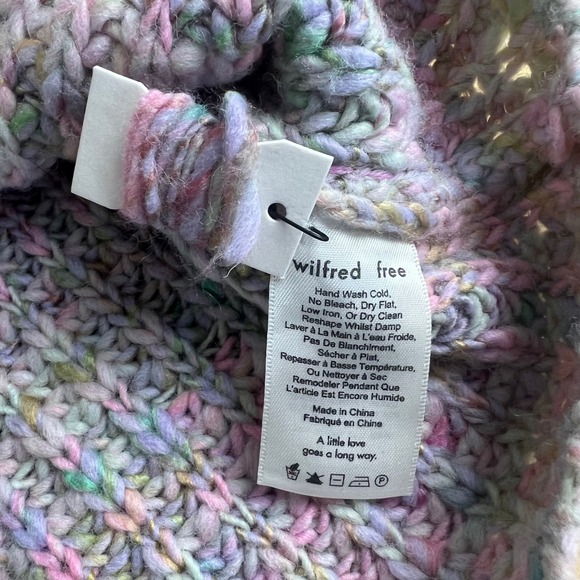 wilfred free
Hand Wash Cold,
No Bleach, Dry Flat,
Low Iron, Or Dry Clean
Reshape Whilst Damp
Laver à La Main à L'eau Froide,
Pas De Blanchiment,
Sécher à Plat,
Repasser à Basse Température,
Ou Nettoyer à Sec
Remodeler Pendant Que
L'article Est Encore Humide
Made in China
Fabriqué en Chine
A little love
goes a long way.
P